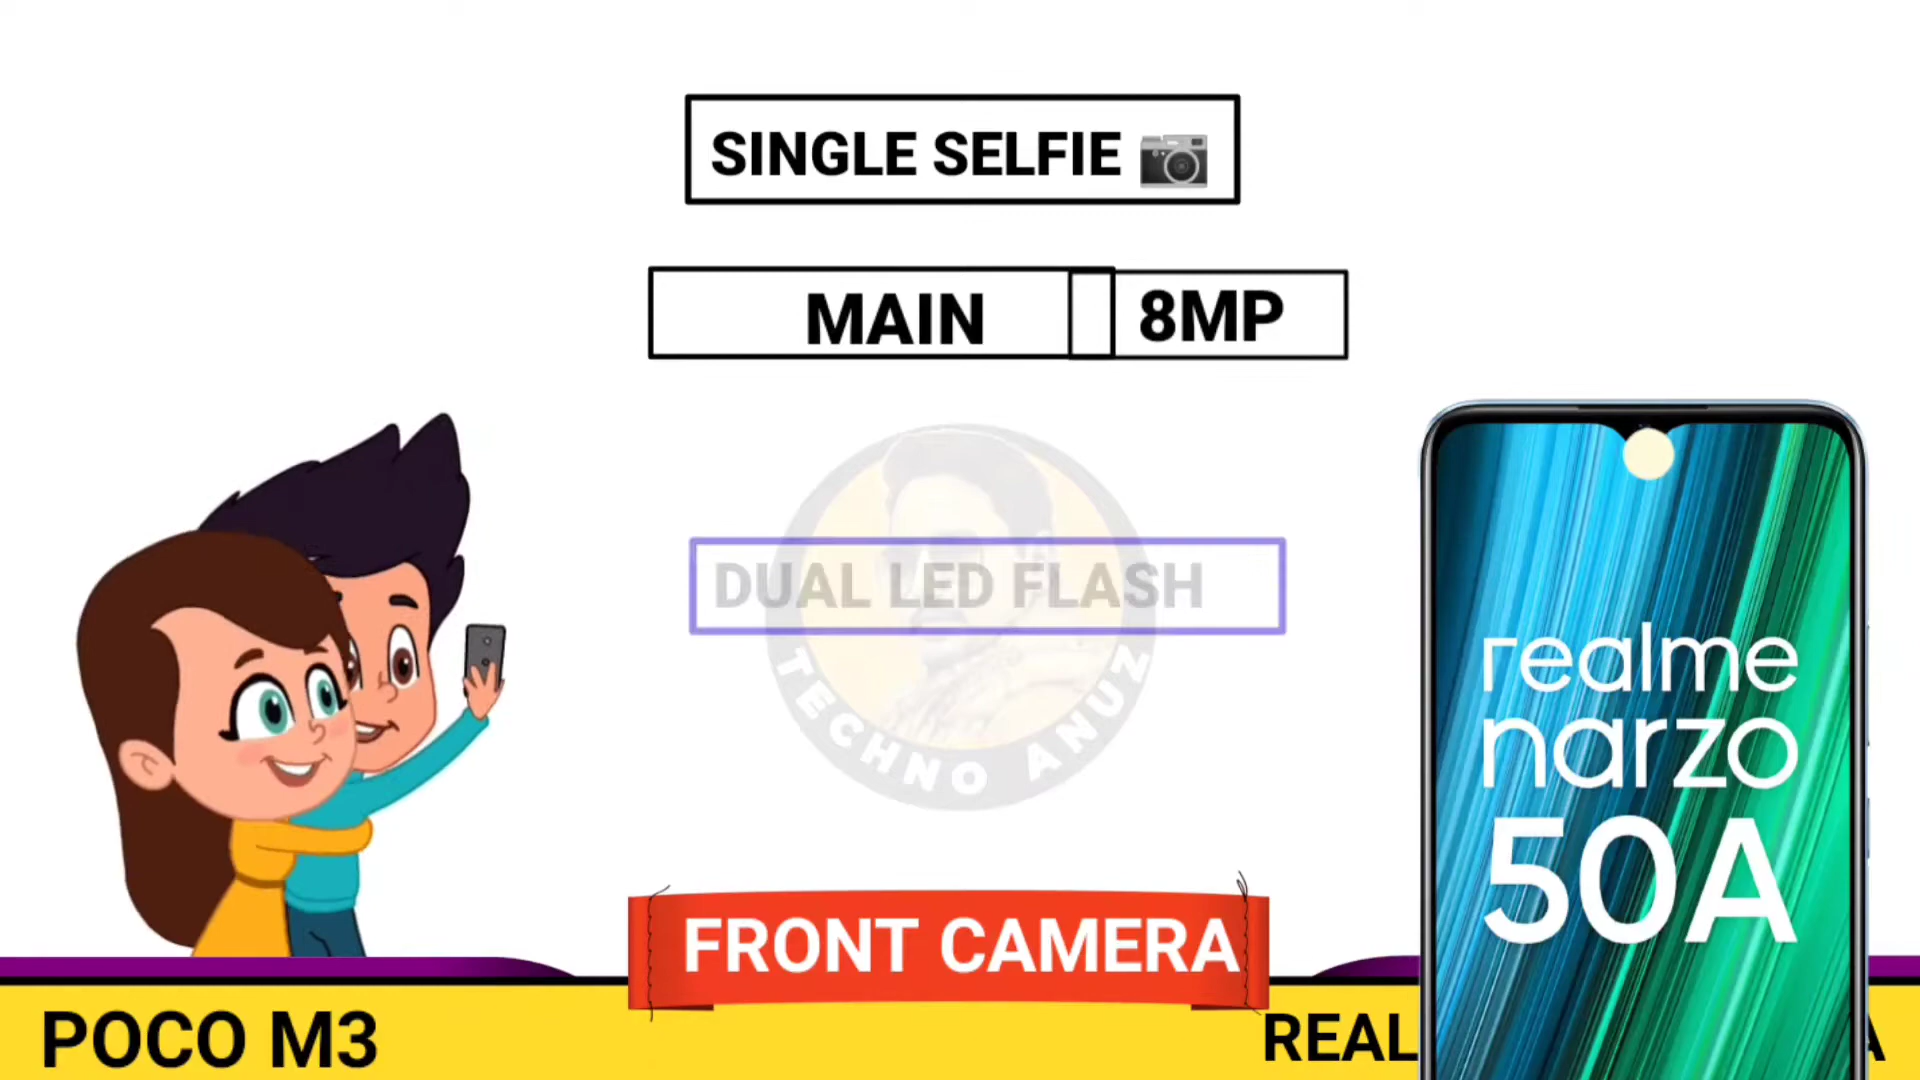 SINGLE SELFIE
MAIN
8MP
DUAL LED FLASH
TECHNO ANUZ
realme
narzo
50A
FRONT CAMERA
POCO M3
REAL
A